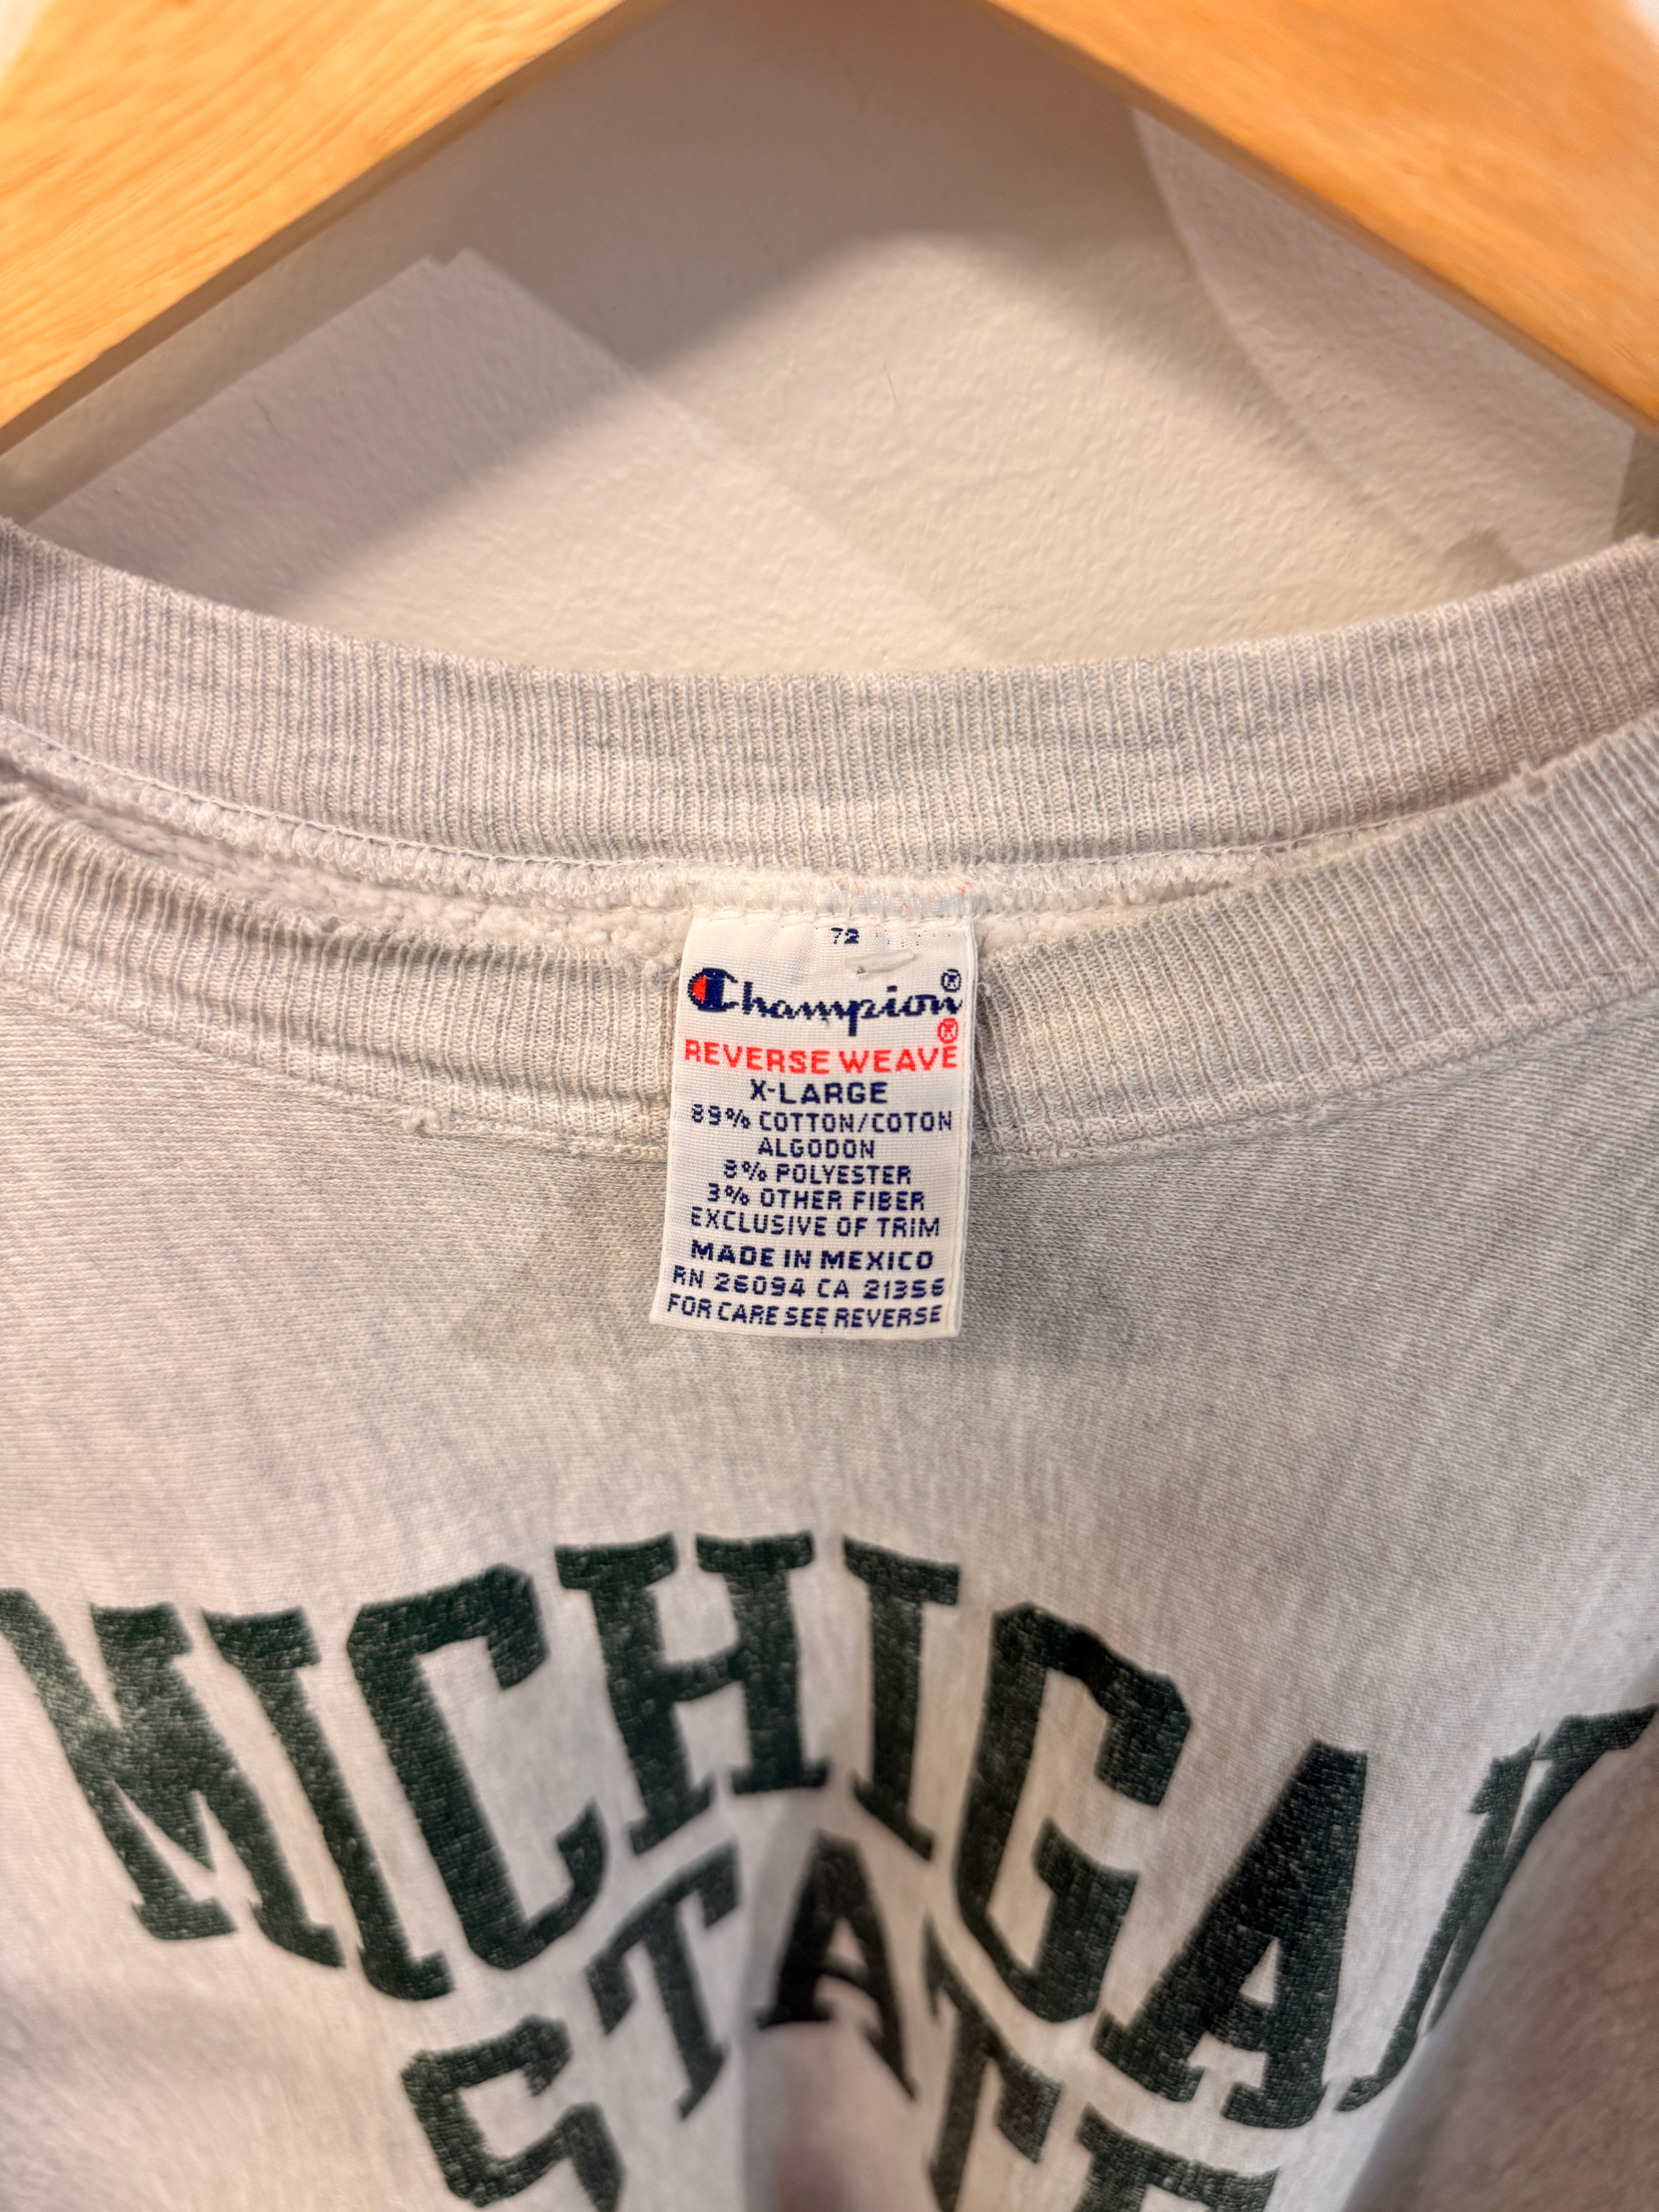 72
Champion®
REVERSE WEAVE®
X-LARGE
89% COTTON/COTON
ALGODON
8% POLYESTER
3% OTHER FIBER
EXCLUSIVE OF TRIM
MADE IN MEXICO
RN 26094 CA 21356
FOR CARE SEE REVERSE
MICHIGAN
STATE